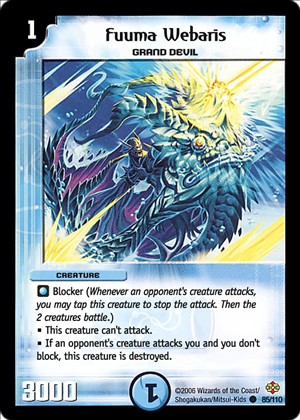 1
Fuuma Webaris
GRAND DEVIL
CREATURE
Blocker (Whenever an opponent's creature attacks,
you may tap this creature to stop the attack. Then the
2 creatures battle.)
▪ This creature can't attack.
▪ If an opponent's creature attacks you and you don't
block, this creature is destroyed.
3000
1
©2006 Wizards of the Coast/
Shogakukan/Mitsui-Kids ● 85/110